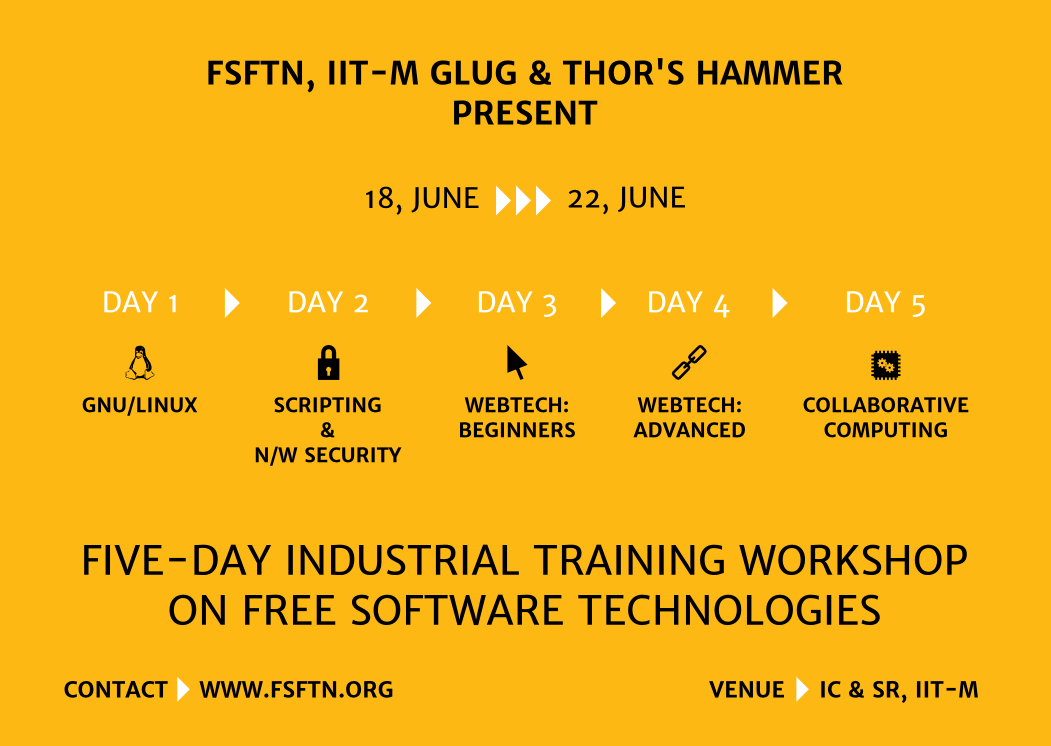 FSFTN, IIT-M GLUG & THOR'S HAMMER
PRESENT
18, JUNE 22, JUNE
DAY 1 DAY 2 DAY 3 DAY 4 DAY 5
GNU/LINUX
SCRIPTING
&
N/W SECURITY
WEBTECH:
BEGINNERS
WEBTECH:
ADVANCED
COLLABORATIVE
COMPUTING
FIVE-DAY INDUSTRIAL TRAINING WORKSHOP
ON FREE SOFTWARE TECHNOLOGIES
CONTACT WWW.FSFTN.ORG
VENUE IC & SR, IIT-M